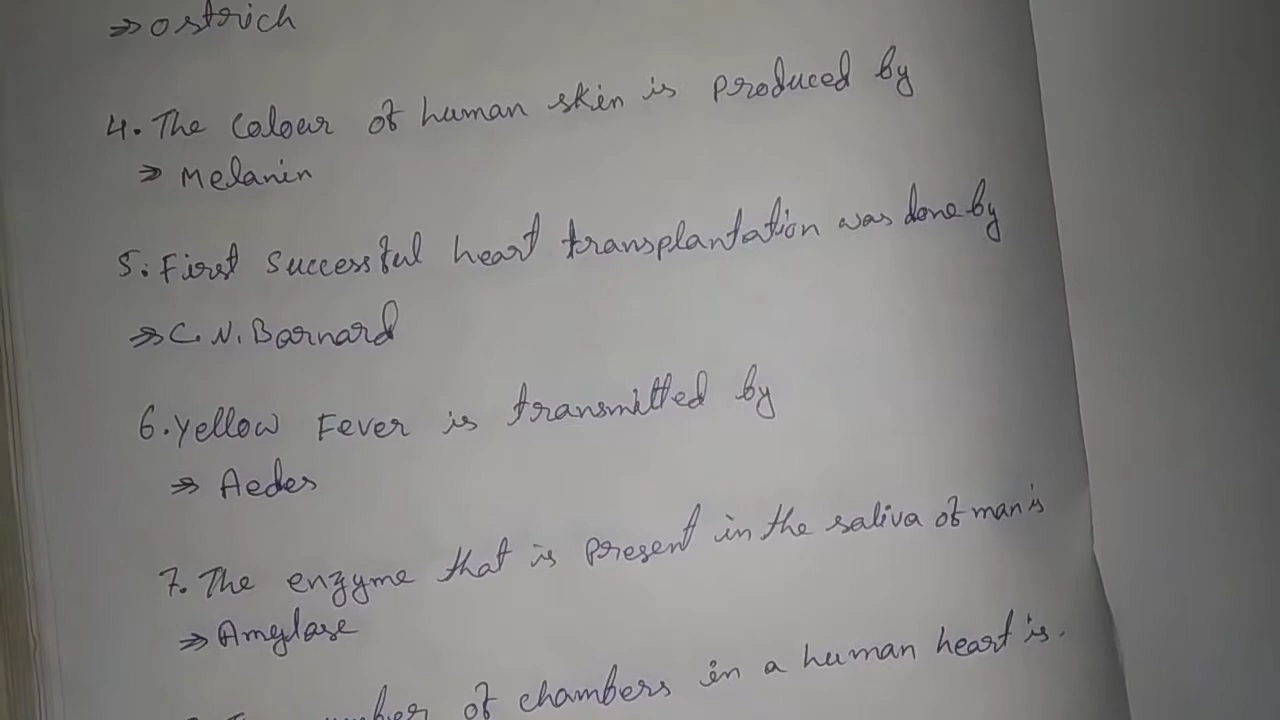 ⇒ Ostrich
4. The Colour of human skin is produced by
⇒ Melanin
5. First Successful heart transplantation was done by
⇒ C. N. Barnard
6. Yellow Fever is transmitted by
⇒ Aedes
7. The enzyme that is present in the saliva of man is
⇒ Amylase
of chambers in a human heart is.